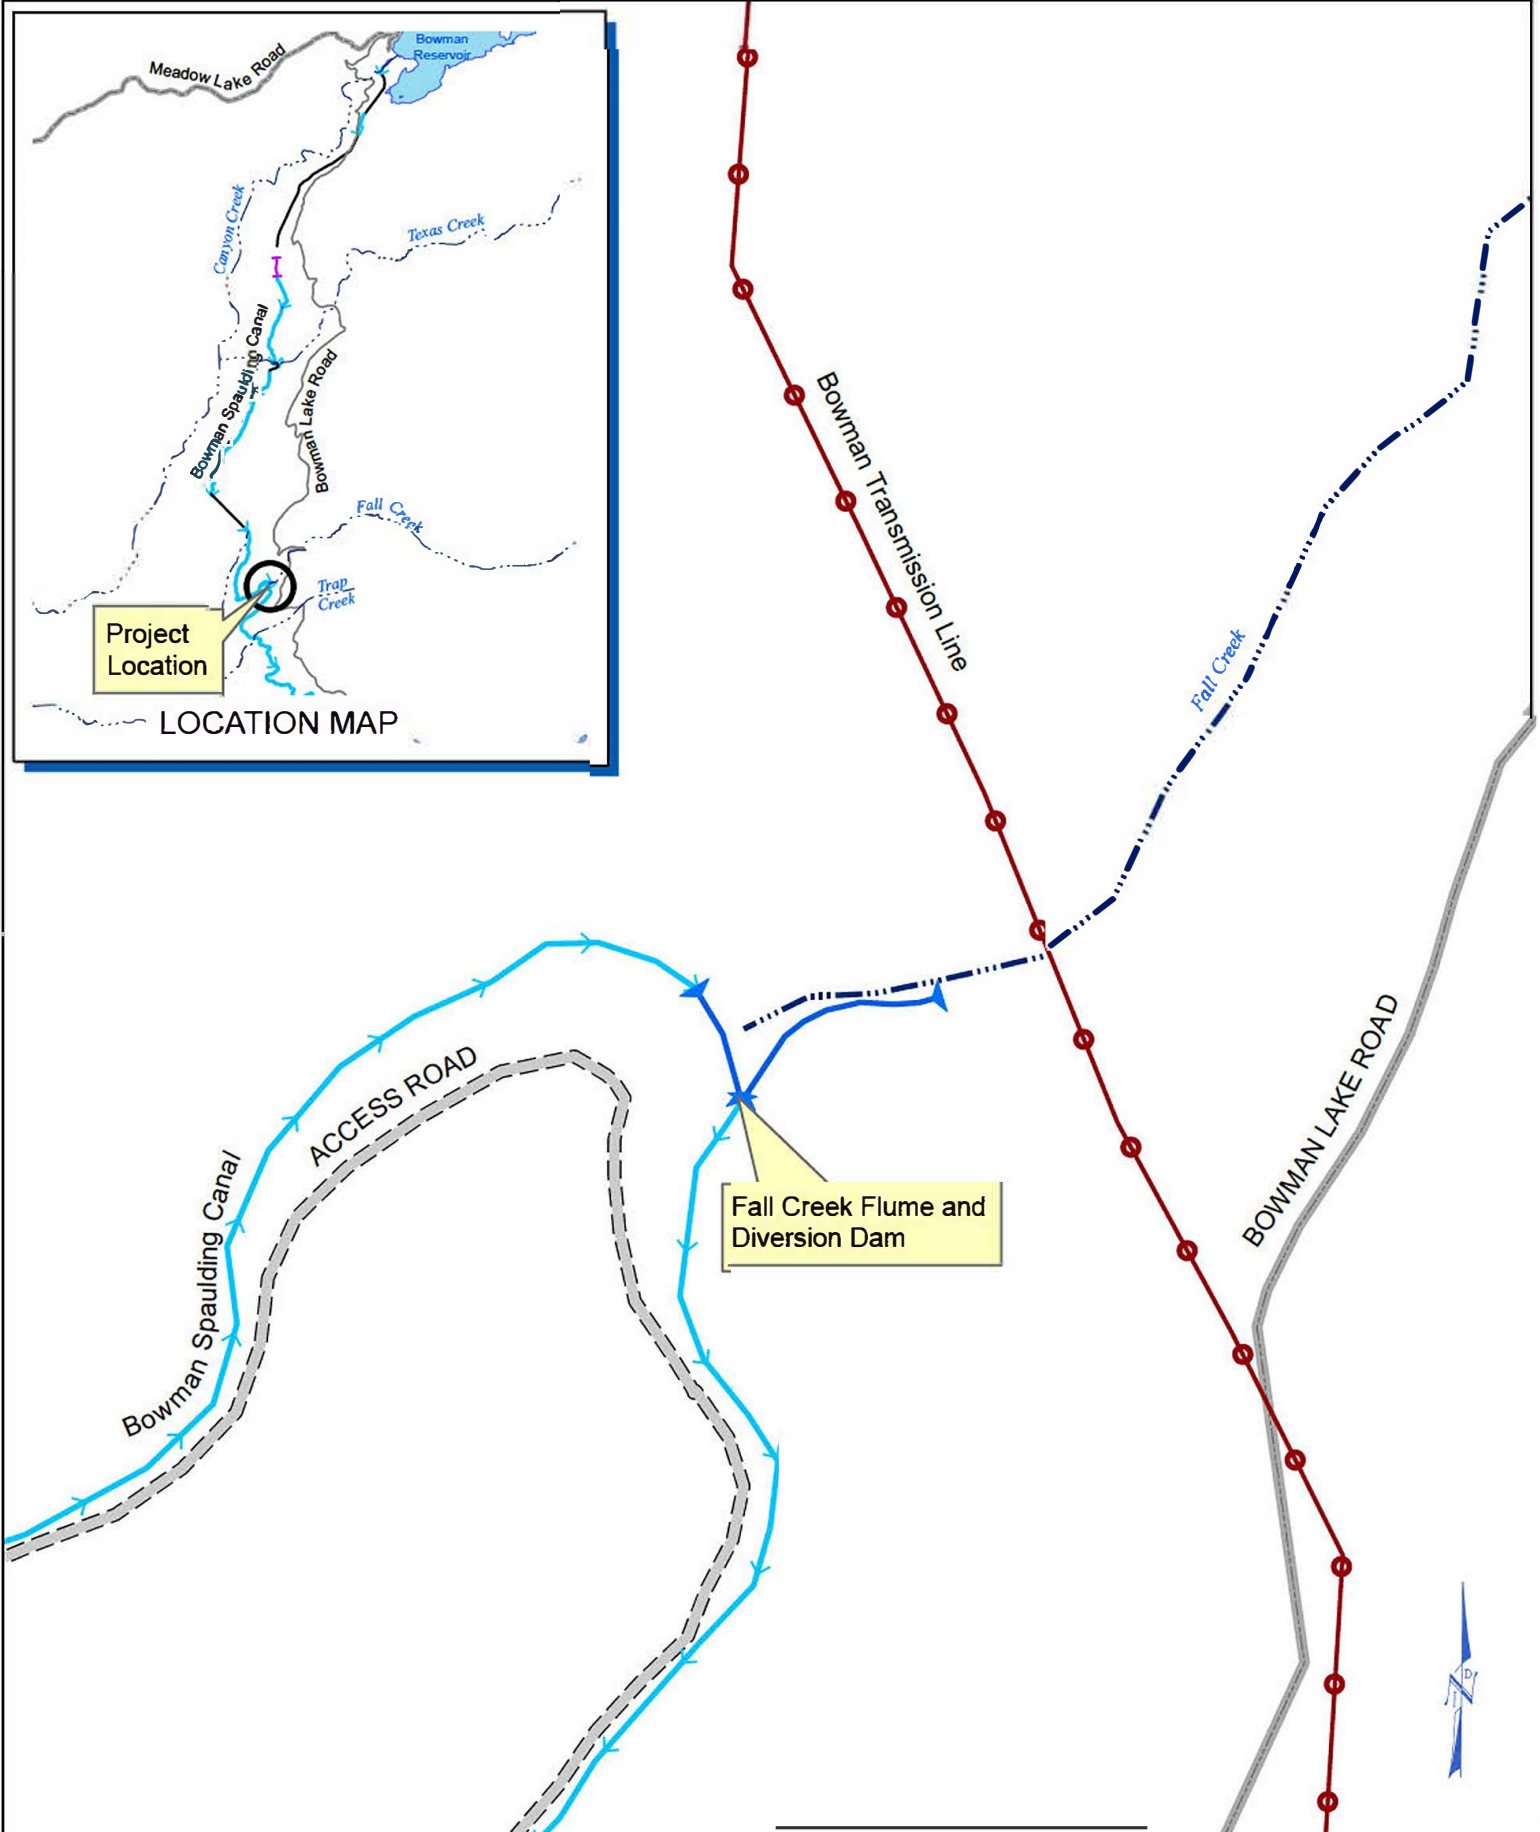 Bowman
Reservoir
Meadow Lake Road
Canyon Creek
Texas Creek
Bowman Spaulding Canal
Bowman Lake Road
Fall Creek
Trap
Creek
Project
Location
LOCATION MAP
Bowman Transmission Line
Fall Creek
ACCESS ROAD
BOWMAN LAKE ROAD
Bowman Spaulding Canal
Fall Creek Flume and
Diversion Dam
N